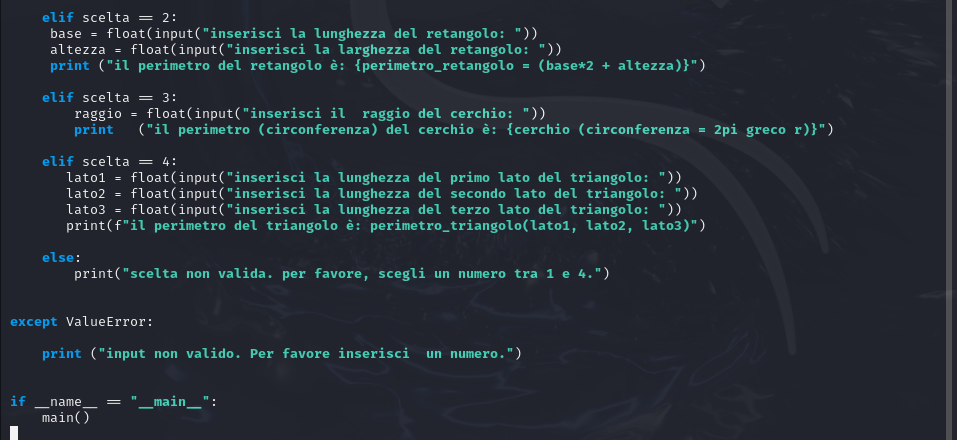 elif scelta == 2:
base = float(input("inserisci la lunghezza del retangolo: "))
altezza = float(input("inserisci la larghezza del retangolo: "))
print ("il perimetro del retangolo è: {perimetro_retangolo = (base*2 + altezza)}")
elif scelta == 3:
raggio = float(input("inserisci il  raggio del cerchio: "))
print   ("il perimetro (circonferenza) del cerchio è: {cerchio (circonferenza = 2pi greco r)}")
elif scelta == 4:
lato1 = float(input("inserisci la lunghezza del primo lato del triangolo: "))
lato2 = float(input("inserisci la lunghezza del secondo lato del triangolo: "))
lato3 = float(input("inserisci la lunghezza del terzo lato del triangolo: "))
print(f"il perimetro del triangolo è: perimetro_triangolo(lato1, lato2, lato3)")
else:
print("scelta non valida. per favore, scegli un numero tra 1 e 4.")
except ValueError:
print ("input non valido. Per favore inserisci  un numero.")
if __name__ == "__main__":
main()